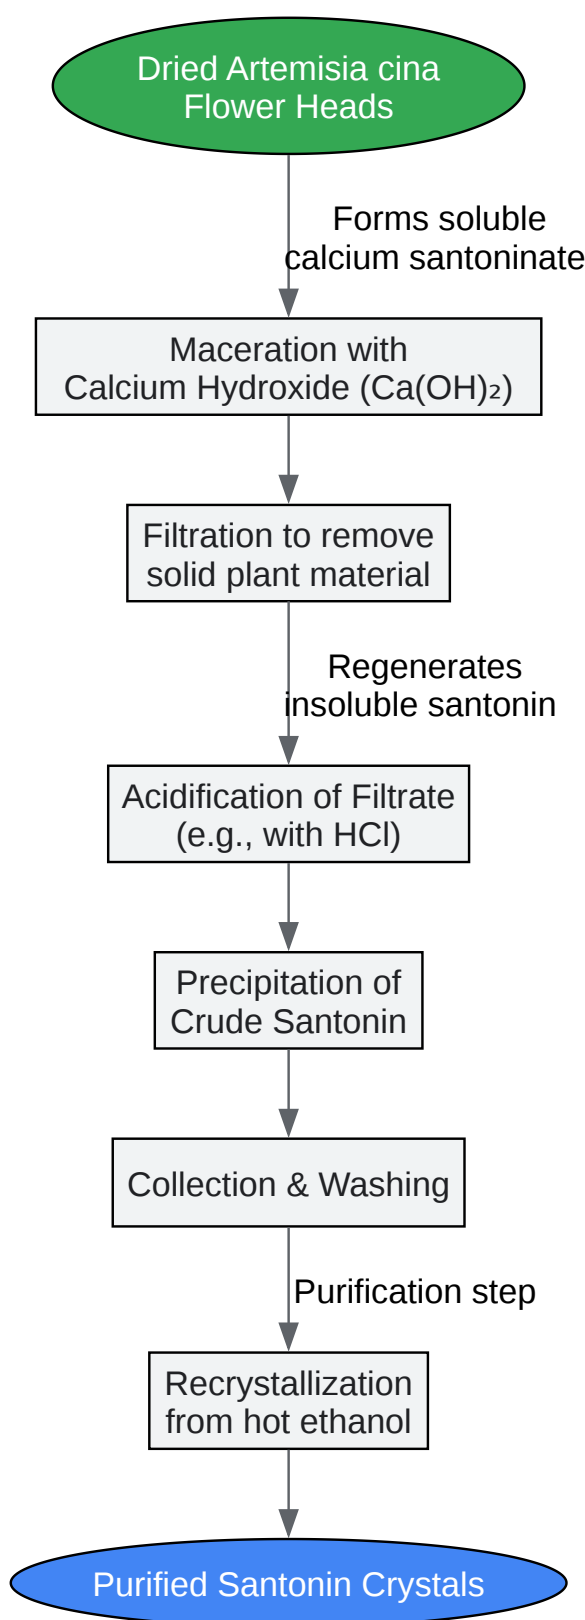 Dried Artemisia cina
Flower Heads
Forms soluble
calcium santoninate
Maceration with
Calcium Hydroxide (Ca(OH)₂)
Filtration to remove
solid plant material
Regenerates
insoluble santonin
Acidification of Filtrate
(e.g., with HCl)
Precipitation of
Crude Santonin
Collection & Washing
Purification step
Recrystallization
from hot ethanol
Purified Santonin Crystals